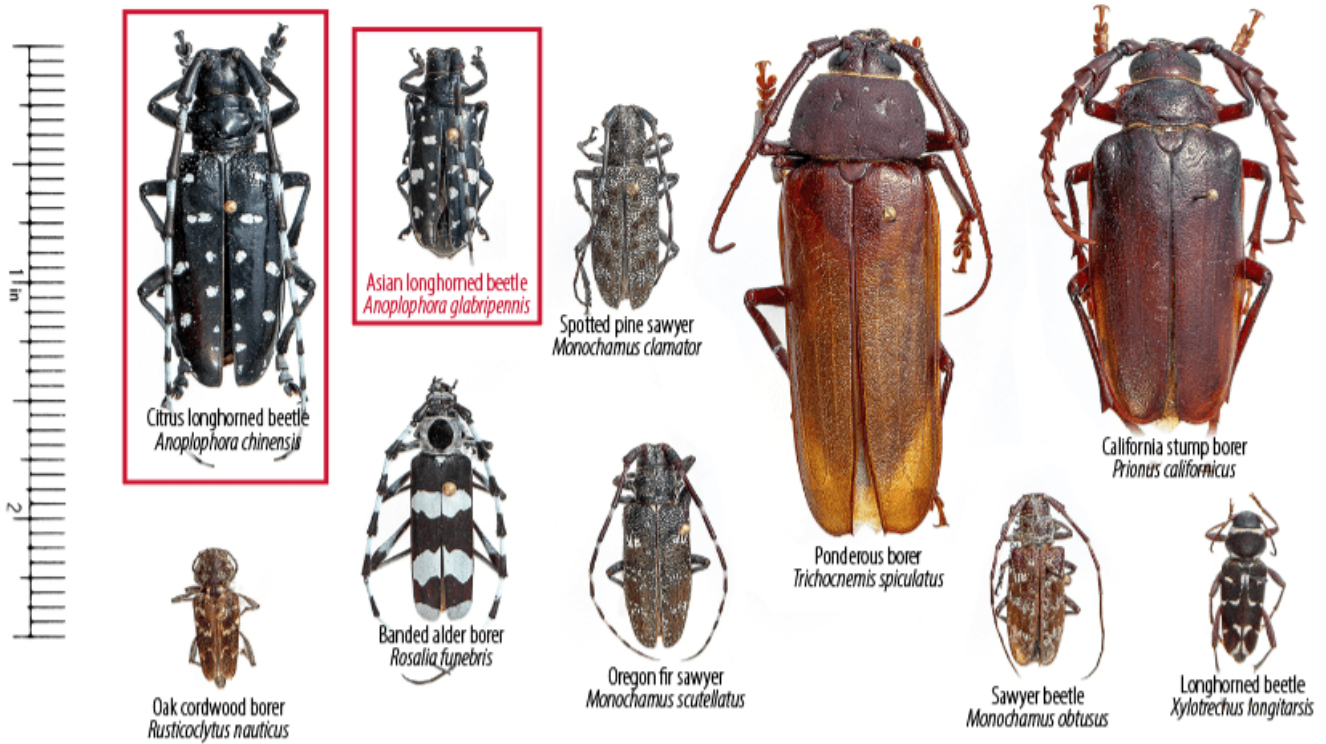 1 in
2
Citrus longhorned beetle
Anoplophora chinensis
Asian longhorned beetle
Anoplophora glabripennis
Spotted pine sawyer
Monochamus clamator
Ponderous borer
Trichocnemis spiculatus
California stump borer
Prionus californicus
Oak cordwood borer
Rusticoclytus nauticus
Banded alder borer
Rosalia funebris
Oregon fir sawyer
Monochamus scutellatus
Sawyer beetle
Monochamus obtusus
Longhorned beetle
Xylotrechus longitarsis